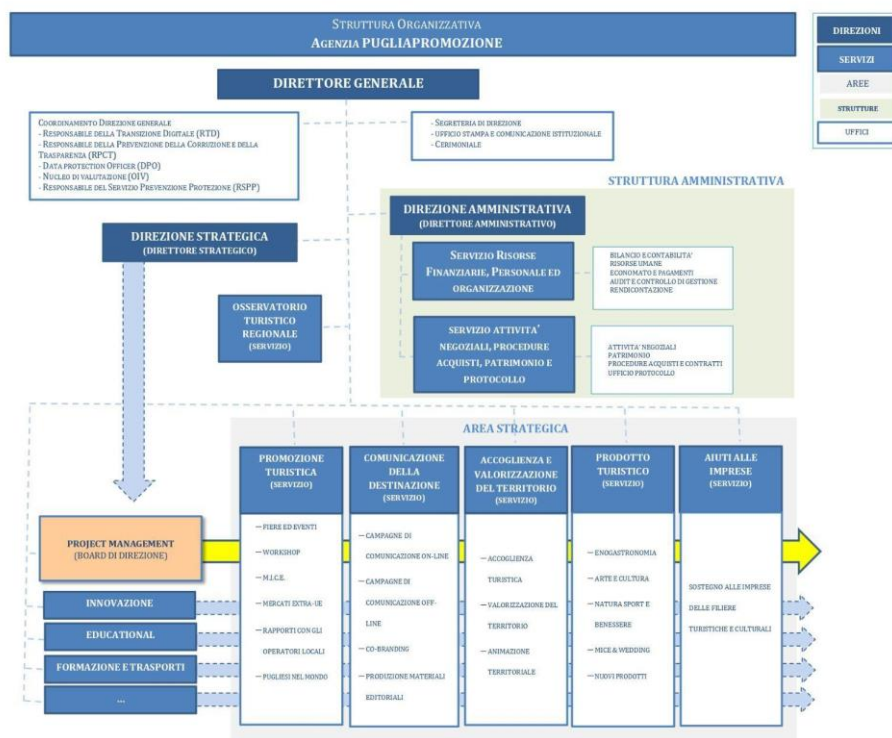 STRUTTURA ORGANIZZATIVA
AGENZIA PUGLIAPROMOZIONE
DIREZIONI
SERVIZI
AREE
STRUTTURE
UFFICI
DIRETTORE GENERALE
COORDINAMENTO DIREZIONE GENERALE
- RESPONSABILE DELLA TRANSIZIONE DIGITALE (RTD)
- RESPONSABILE DELLA PREVENZIONE DELLA CORRUZIONE E DELLA
TRASPARENZA (RPCT)
- DATA PROTECTION OFFICER (DPO)
- NUCLEO DI VALUTAZIONE (OIV)
- RESPONSABILE DEL SERVIZIO PREVENZIONE PROTEZIONE (RSPP)
- SEGRETERIA DI DIREZIONE
- UFFICIO STAMPA E COMUNICAZIONE ISTITUZIONALE
- CERIMONIALE
STRUTTURA AMMINISTRATIVA
DIREZIONE AMMINISTRATIVA
(DIRETTORE AMMINISTRATIVO)
DIREZIONE STRATEGICA
(DIRETTORE STRATEGICO)
SERVIZIO RISORSE
FINANZIARIE, PERSONALE ED
ORGANIZZAZIONE
BILANCIO E CONTABILITA'
RISORSE UMANE
ECONOMATO E PAGAMENTI
AUDIT E CONTROLLO DI GESTIONE
RENDICONTAZIONE
OSSERVATORIO
TURISTICO
REGIONALE
(SERVIZIO)
SERVIZIO ATTIVITA'
NEGOZIALI, PROCEDURE
ACQUISTI, PATRIMONIO E
PROTOCOLLO
ATTIVITA' NEGOZIALI
PATRIMONIO
PROCEDURE ACQUISTI E CONTRATTI
UFFICIO PROTOCOLLO
AREA STRATEGICA
PROMOZIONE
TURISTICA
(SERVIZIO)
— FIERE ED EVENTI
— WORKSHOP
— M.I.C.E.
— MERCATI EXTRA-UE
— RAPPORTI CON GLI
OPERATORI LOCALI
— PUGLIESI NEL MONDO
COMUNICAZIONE
DELLA
DESTINAZIONE
(SERVIZIO)
— CAMPAGNE DI
COMUNICAZIONE ON-LINE
— CAMPAGNE DI
COMUNICAZIONE OFF-
LINE
— CO-BRANDING
— PRODUZIONE MATERIALI
EDITORIALI
ACCOGLIENZA E
VALORIZZAZIONE
DEL TERRITORIO
(SERVIZIO)
— ACCOGLIENZA
TURISTICA
— VALORIZZAZIONE DEL
TERRITORIO
— ANIMAZIONE
TERRITORIALE
PRODOTTO
TURISTICO
(SERVIZIO)
— ENOGASTRONOMIA
— ARTE E CULTURA
— NATURA SPORT E
BENESSERE
— MICE & WEDDING
— NUOVI PRODOTTI
AIUTI ALLE
IMPRESE
(SERVIZIO)
SOSTEGNO ALLE IMPRESE
DELLE FILIERE
TURISTICHE E CULTURALI
PROJECT MANAGEMENT
(BOARD DI DIREZIONE)
INNOVAZIONE
EDUCATIONAL
FORMAZIONE E TRASPORTI
...